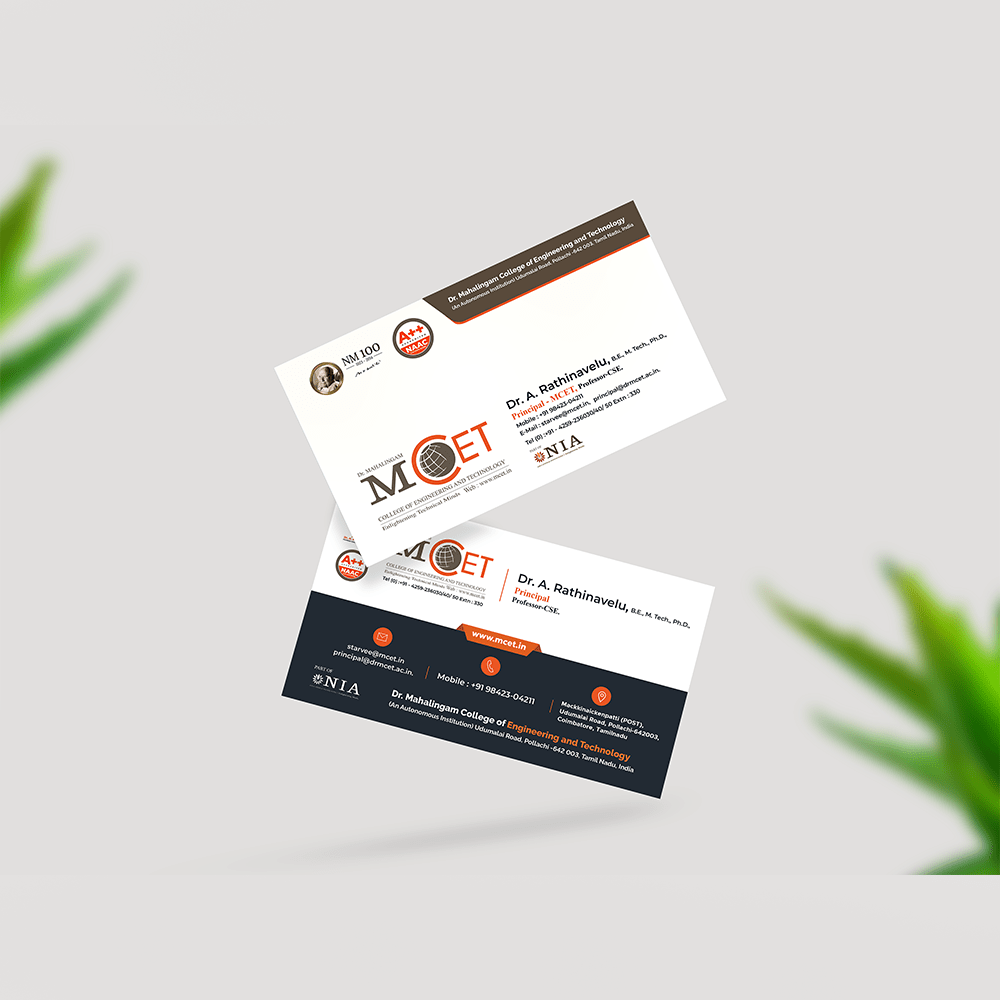 Dr. Mahalingam College of Engineering and Technology
(An Autonomous Institution) Udumalai Road, Pollachi -642 003, Tamil Nadu, India
NM 100
1923 - 2014
A++
NAAC
Dr. A. Rathinavelu, B.E., M. Tech., Ph.D.,
Principal - MCET, Professor-CSE.
Mobile : +91 98423-04211
E-Mail : starvee@mcet.in, principal@drmcet.ac.in,
Tel (0) :+91 - 4259-236030/40/ 50 Extn : 330
PART OF
NIA
Dr. MAHALINGAM
MCET
COLLEGE OF ENGINEERING AND TECHNOLOGY
Enlightening Technical Minds Web : www.mcet.in
A++
NAAC
MCET
COLLEGE OF ENGINEERING AND TECHNOLOGY
Enlightening Technical Minds Web : www.mcet.in
Tel (0) :+91 - 4259-236030/40/ 50 Extn : 330
Dr. A. Rathinavelu, B.E., M. Tech., Ph.D.,
Principal
Professor-CSE.
www.mcet.in
starvee@mcet.in
principal@drmcet.ac.in.
Mobile : +91 98423-04211
Mackkinaickenpatti (POST),
Udumalai Road, Pollachi-642003,
Coimbatore, Tamilnadu
PART OF
NIA
Dr. Mahalingam College of Engineering and Technology
(An Autonomous Institution) Udumalai Road, Pollachi -642 003, Tamil Nadu, India